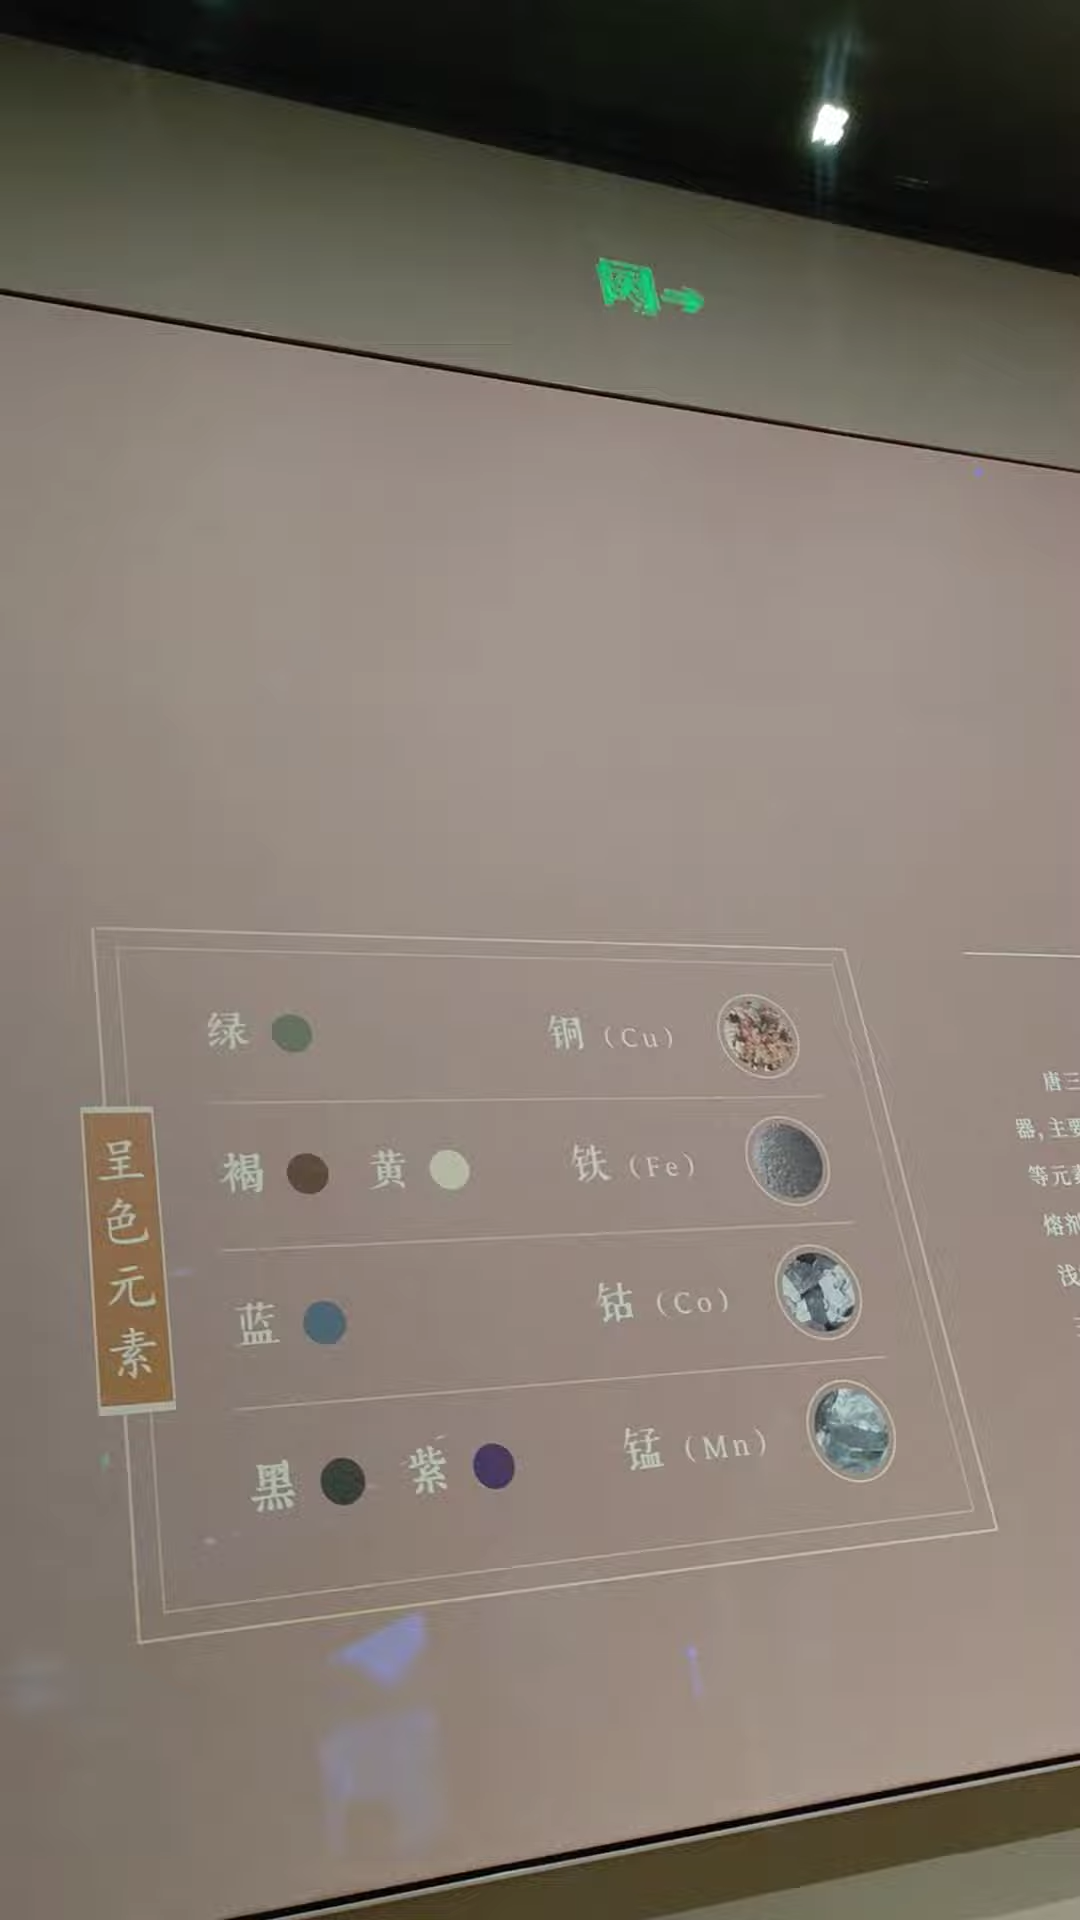 呈色元素
绿 铜（Cu）
褐 黄 铁（Fe）
蓝 钴（Co）
黑 紫 锰（Mn）
唐三
器，主要
等元素
熔剂
浅